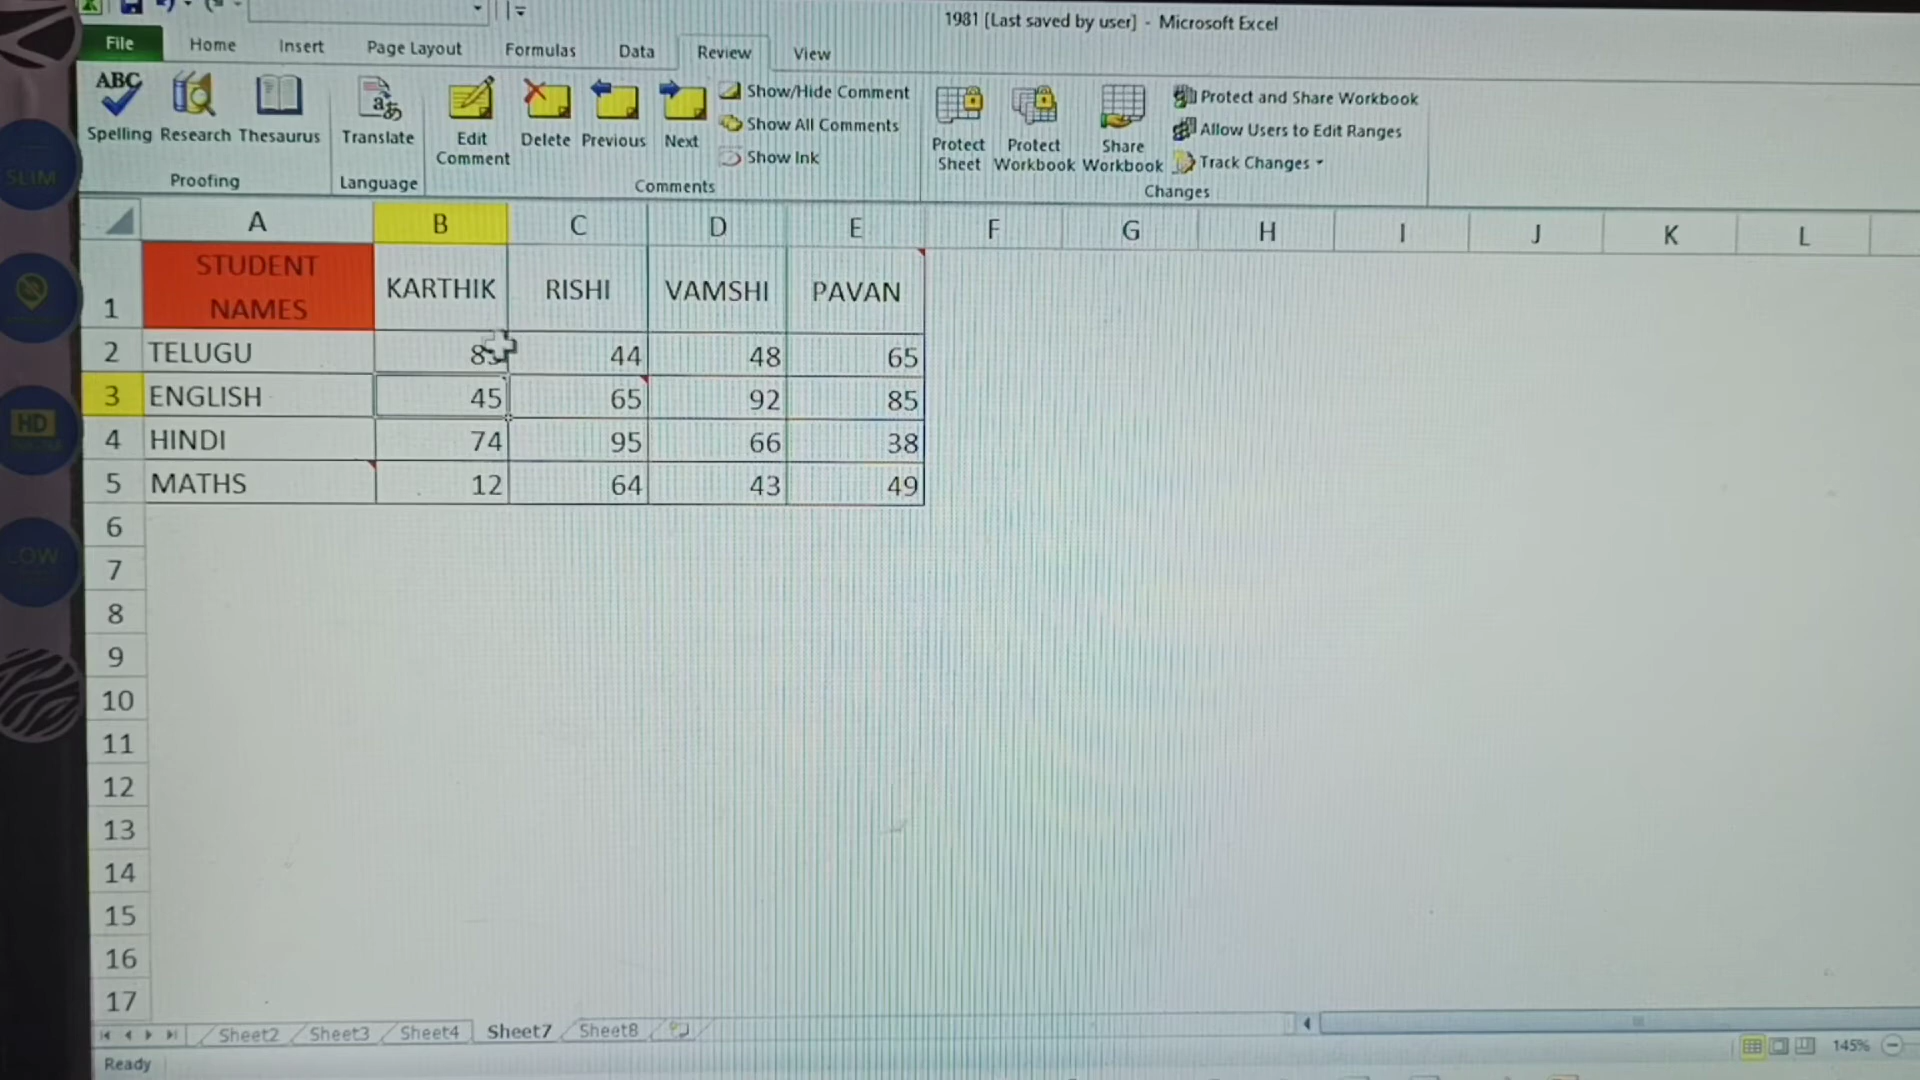 1981 [Last saved by user] - Microsoft Excel
File Home Insert Page Layout Formulas Data Review View
ABC
Spelling Research Thesaurus
Proofing
Translate
Language
Edit Comment Delete Previous Next
Show/Hide Comment
Show All Comments
Show Ink
Comments
Protect Sheet Protect Workbook Share Workbook
Protect and Share Workbook
Allow Users to Edit Ranges
Track Changes
Changes
A B C D E F G H I J K L
1 STUDENT NAMES KARTHIK RISHI VAMSHI PAVAN
2 TELUGU 44 48 65
3 ENGLISH 45 65 92 85
4 HINDI 74 95 66 38
5 MATHS 12 64 43 49
6
7
8
9
10
11
12
13
14
15
16
17
Sheet2 Sheet3 Sheet4 Sheet7 Sheet8
Ready 145%
SLIM
HD
LOW